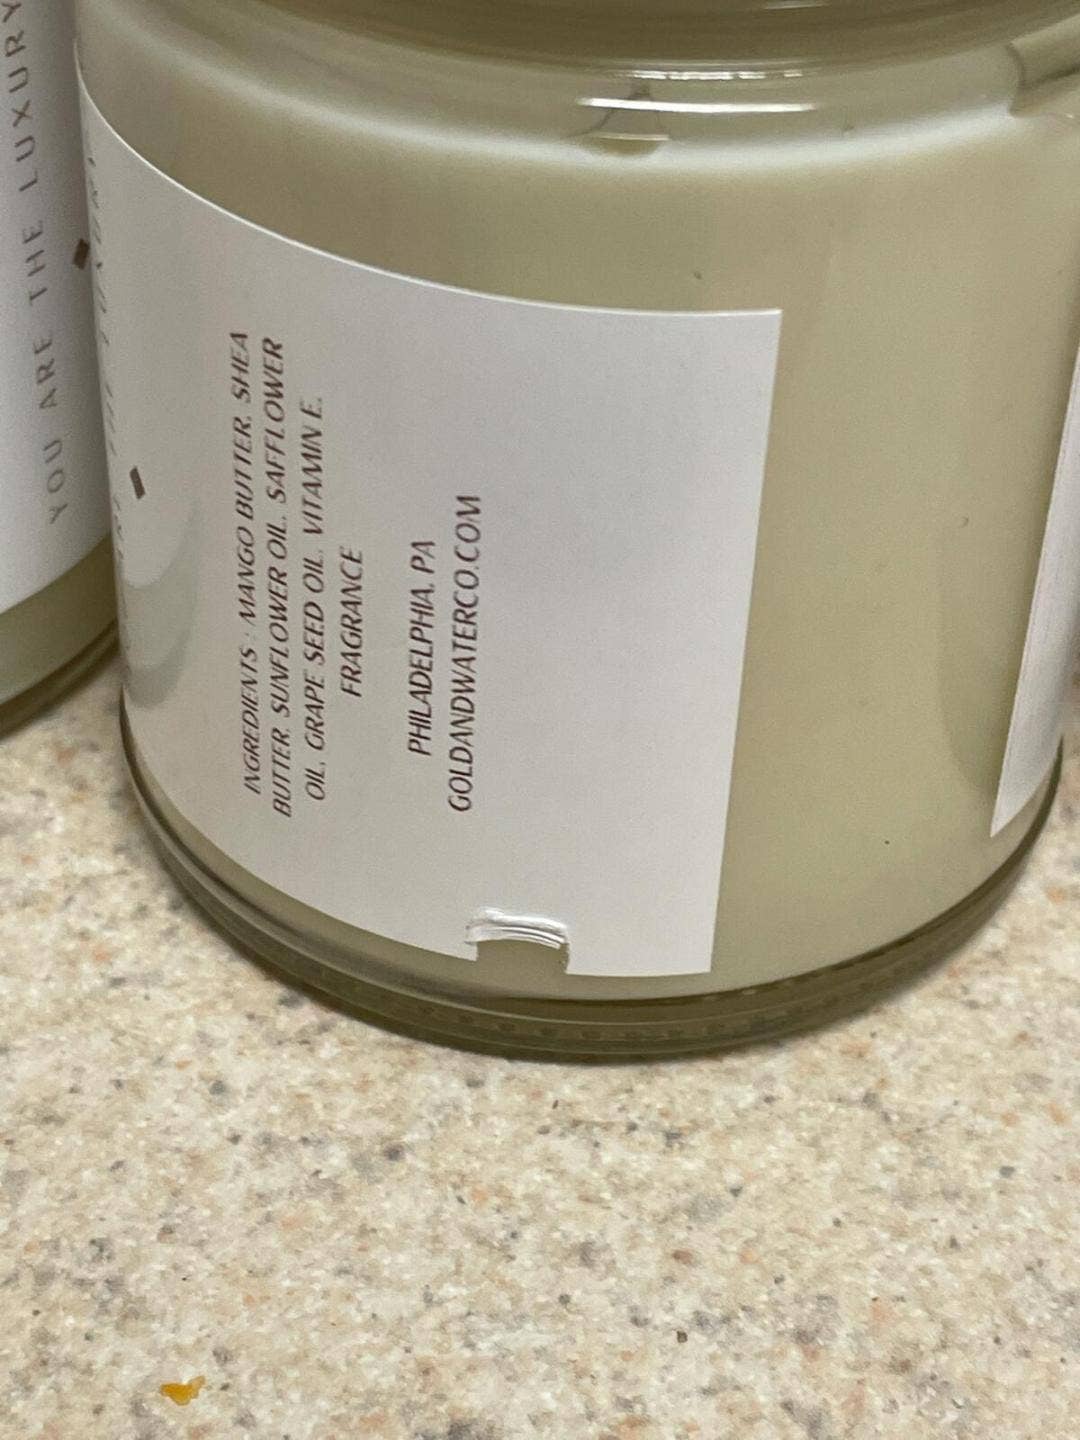 YOU ARE THE LUXURY
INGREDIENTS : MANGO BUTTER, SHEA
BUTTER, SUNFLOWER OIL, SAFFLOWER
OIL, GRAPE SEED OIL, VITAMIN E,
FRAGRANCE
PHILADELPHIA, PA
GOLDANDWATERCO.COM